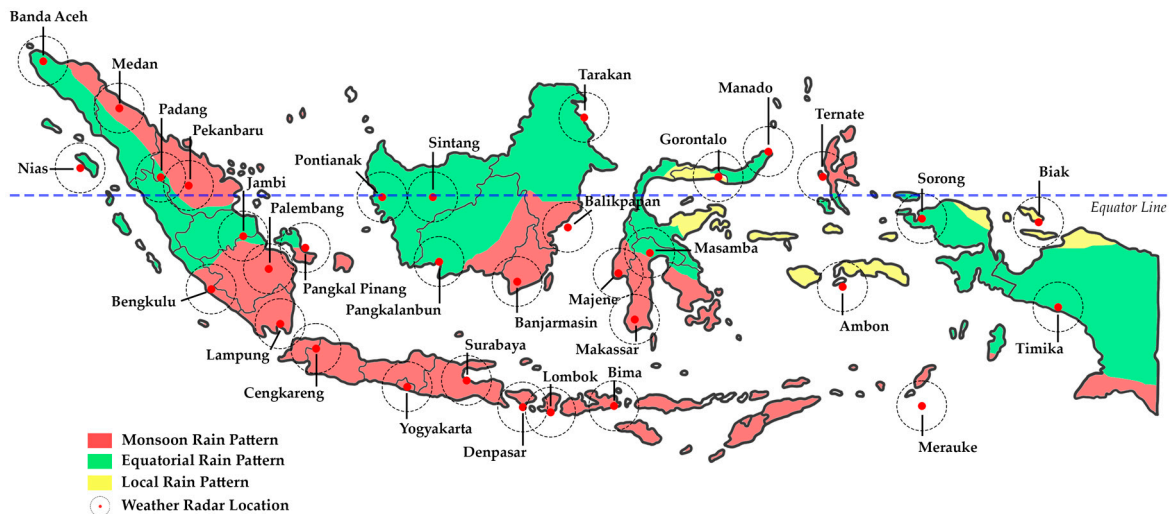 Banda Aceh
Medan
Padang
Pekanbaru
Nias
Jambi
Palembang
Pangkal Pinang
Bengkulu
Lampung
Cengkareng
Pontianak
Sintang
Tarakan
Balikpapan
Pangkalanbun
Banjarmasin
Manado
Gorontalo
Ternate
Masamba
Majene
Makassar
Sorong
Biak
Equator Line
Ambon
Timika
Surabaya
Yogyakarta
Lombok
Bima
Denpasar
Merauke
Monsoon Rain Pattern
Equatorial Rain Pattern
Local Rain Pattern
Weather Radar Location